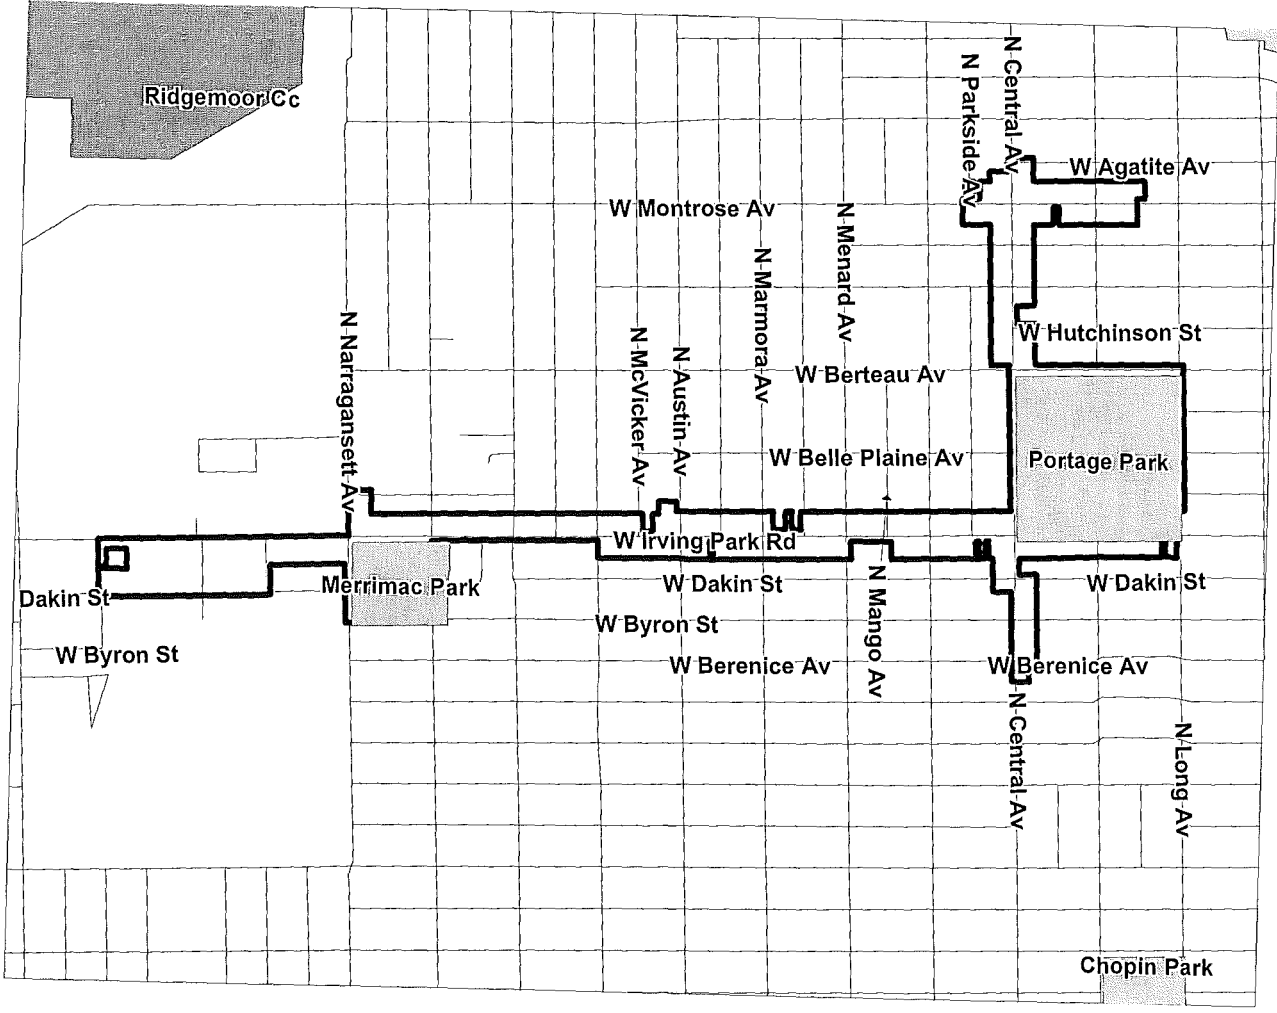 Ridgemoor Cc
N Central Av
N Parkside Av
W Agatite Av
W Montrose Av
N Menard Av
N Marmora Av
N Narragansett Av
N McVicker Av
N Austin Av
W Hutchinson St
W Berteau Av
W Belle Plaine Av
Portage Park
W Irving Park Rd
Merrimac Park
W Dakin St
W Dakin St
Dakin St
N Mango Av
W Byron St
W Byron St
W Berenice Av
W Berenice Av
N Central Av
N Long Av
Chopin Park